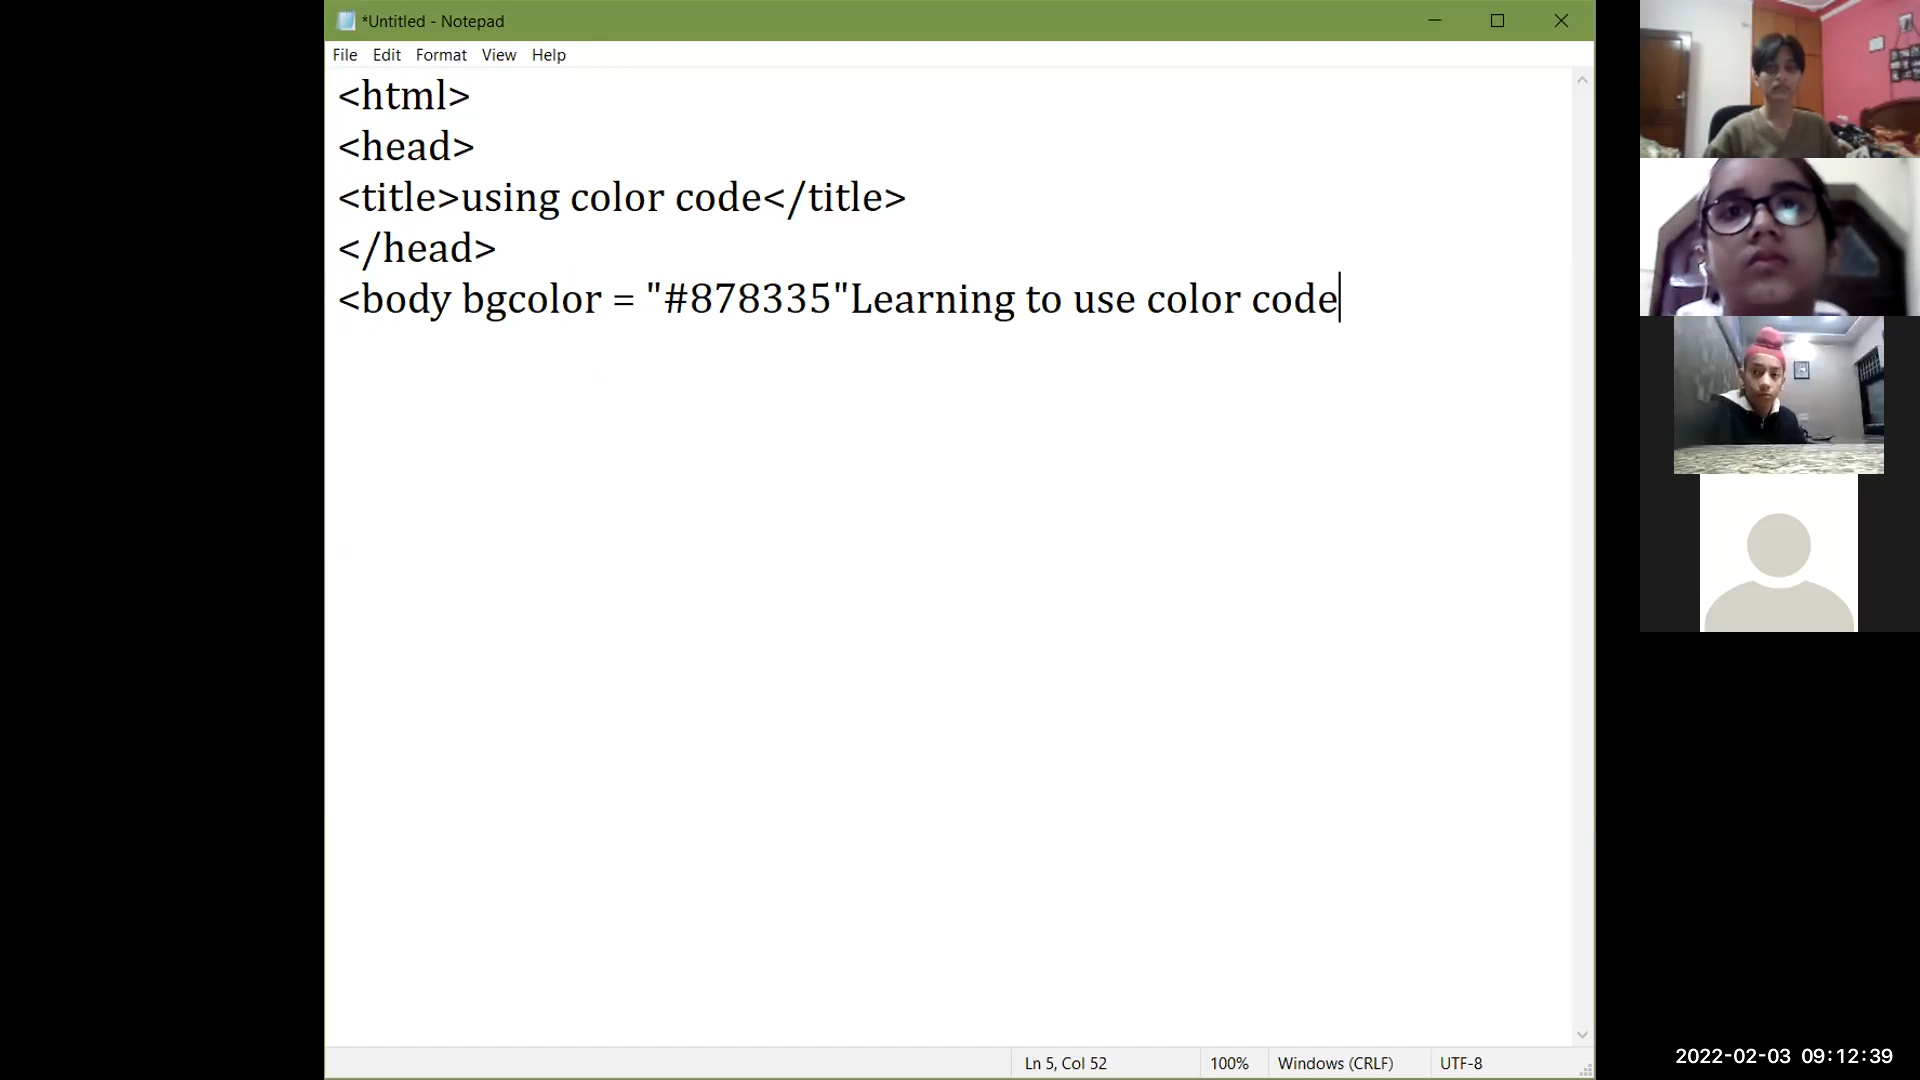 *Untitled - Notepad
File Edit Format View Help
<html>
<head>
<title>using color code</title>
</head>
<body bgcolor = "#878335"Learning to use color code
Ln 5, Col 52 100% Windows (CRLF) UTF-8
2022-02-03 09:12:39